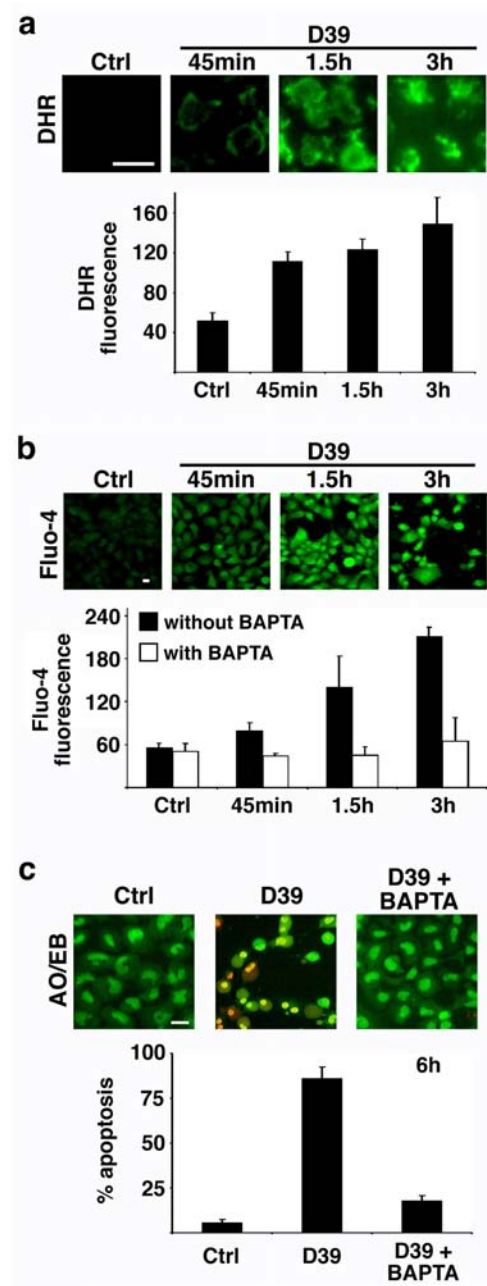 a
D39
Ctrl 45min 1.5h 3h
DHR
160
120
80
40
DHR fluorescence
Ctrl 45min 1.5h 3h
b
D39
Ctrl 45min 1.5h 3h
Fluo-4
240
180
120
60
Fluo-4 fluorescence
without BAPTA
with BAPTA
Ctrl 45min 1.5h 3h
c
Ctrl D39 D39 + BAPTA
AO/EB
100
75
50
25
% apoptosis
6h
Ctrl D39 D39 + BAPTA